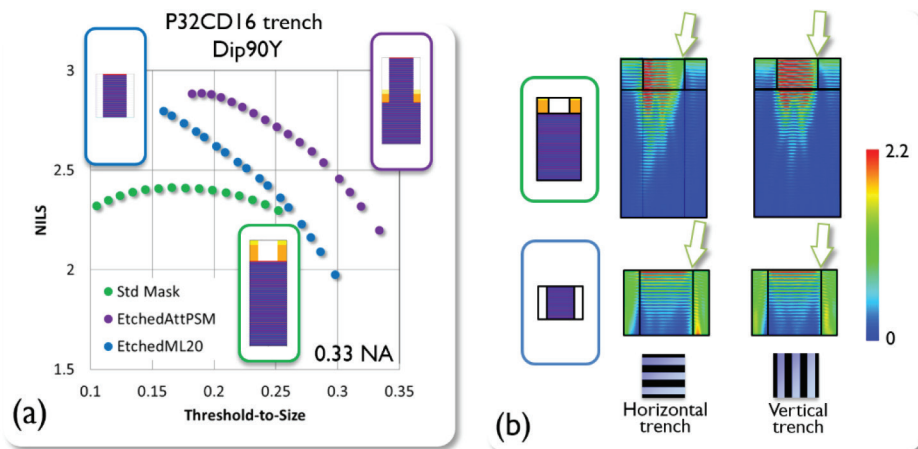 P32CD16 trench
Dip90Y
3
2.5
2
1.5
NILS
Std Mask
EtchedAttPSM
EtchedML20
0.33 NA
0.1
0.15
0.2
0.25
0.3
0.35
Threshold-to-Size
(a)
2.2
0
Horizontal
trench
Vertical
trench
(b)